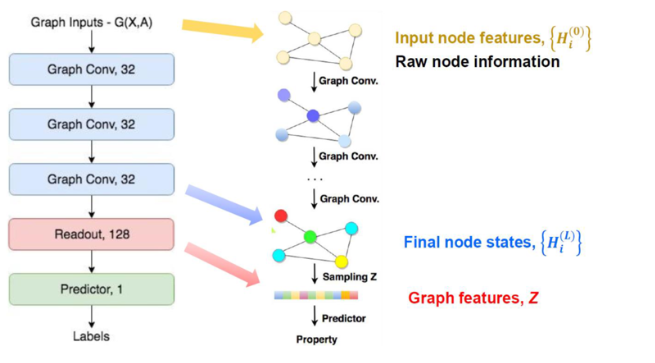 Graph Inputs - G(X,A)
Graph Conv, 32
Graph Conv, 32
Graph Conv, 32
Readout, 128
Predictor, 1
Labels
Graph Conv.
Graph Conv.
...
Graph Conv.
Sampling Z
Predictor
Property
Input node features, {H_i^(0)}
Raw node information
Final node states, {H_i^(L)}
Graph features, Z